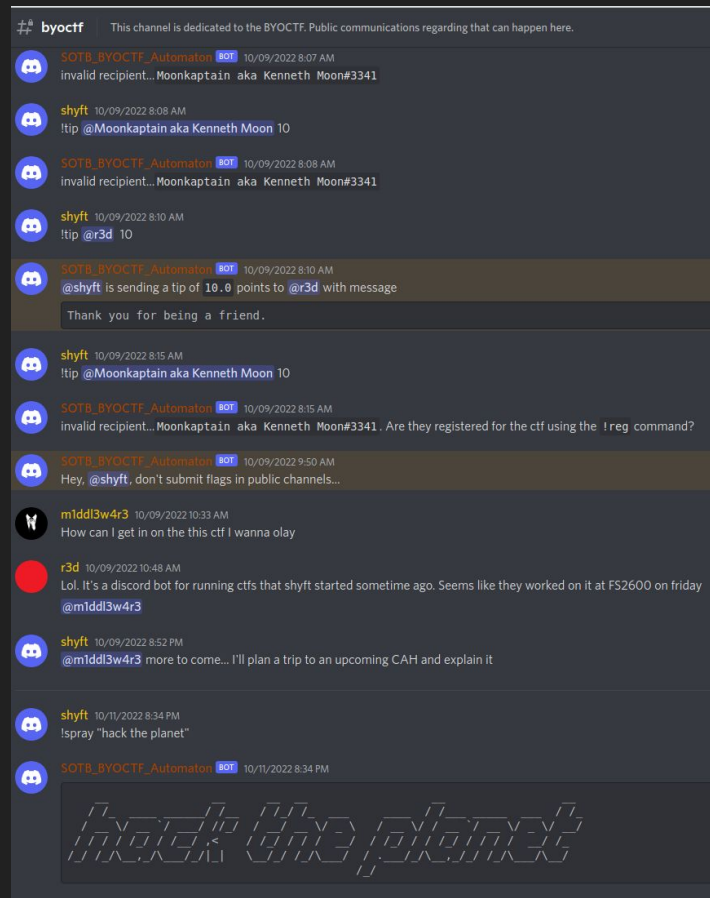 byoctf This channel is dedicated to the BYOCTF. Public communications regarding that can happen here.
SOTB_BYOCTF_Automaton BOT 10/09/2022 8:07 AM
invalid recipient... Moonkaptain aka Kenneth Moon#3341
shyft 10/09/2022 8:08 AM
!tip @Moonkaptain aka Kenneth Moon 10
SOTB_BYOCTF_Automaton BOT 10/09/2022 8:08 AM
invalid recipient... Moonkaptain aka Kenneth Moon#3341
shyft 10/09/2022 8:10 AM
!tip @r3d 10
SOTB_BYOCTF_Automaton BOT 10/09/2022 8:10 AM
@shyft is sending a tip of 10.0 points to @r3d with message
Thank you for being a friend.
shyft 10/09/2022 8:15 AM
!tip @Moonkaptain aka Kenneth Moon 10
SOTB_BYOCTF_Automaton BOT 10/09/2022 8:15 AM
invalid recipient... Moonkaptain aka Kenneth Moon#3341. Are they registered for the ctf using the !reg command?
SOTB_BYOCTF_Automaton BOT 10/09/2022 9:50 AM
Hey, @shyft, don't submit flags in public channels...
m1ddl3w4r3 10/09/2022 10:33 AM
How can I get in on the this ctf I wanna olay
r3d 10/09/2022 10:48 AM
Lol. It's a discord bot for running ctfs that shyft started sometime ago. Seems like they worked on it at FS2600 on friday
@m1ddl3w4r3
shyft 10/09/2022 8:52 PM
@m1ddl3w4r3 more to come... I'll plan a trip to an upcoming CAH and explain it
shyft 10/11/2022 8:34 PM
!spray "hack the planet"
SOTB_BYOCTF_Automaton BOT 10/11/2022 8:34 PM
hack the planet